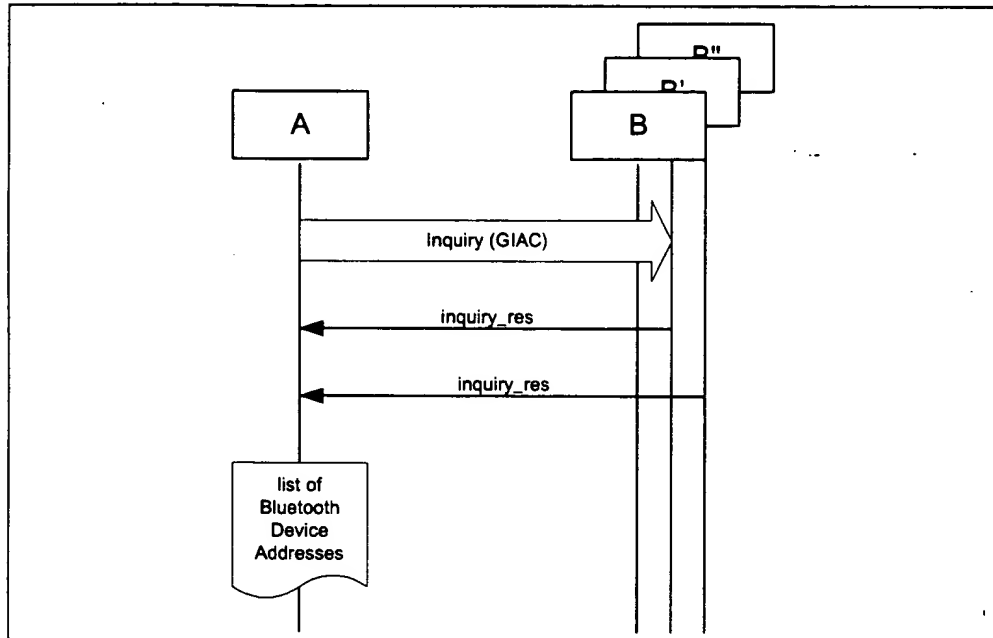 B"
B'
A
B
Inquiry (GIAC)
inquiry_res
inquiry_res
list of
Bluetooth
Device
Addresses